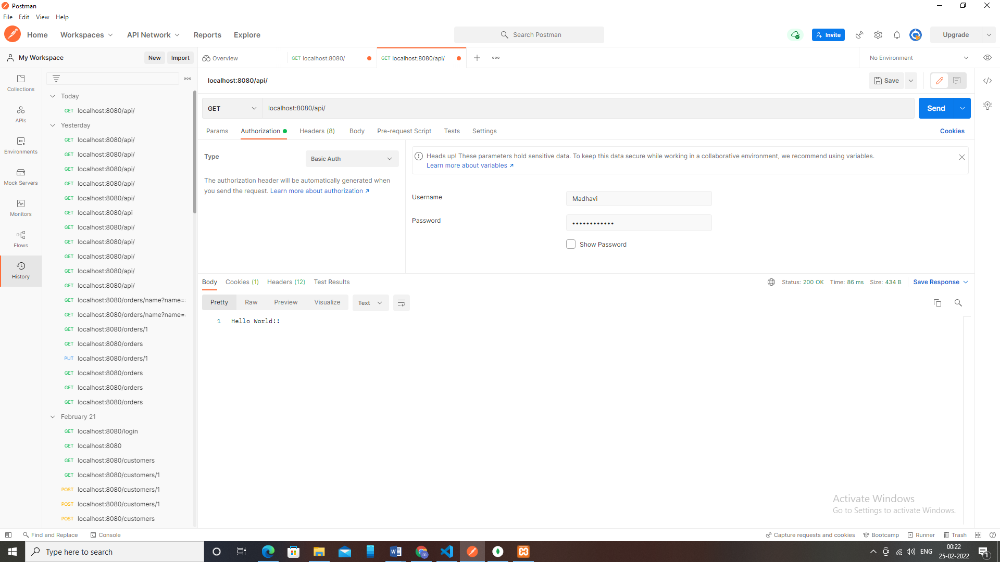 Postman
File Edit View Help
Home Workspaces API Network Reports Explore Search Postman Invite Upgrade
My Workspace New Import Overview GET localhost:8080/ GET localhost:8080/api/ No Environment
localhost:8080/api/ Save
GET localhost:8080/api/ Send
Params Authorization Headers (8) Body Pre-request Script Tests Settings Cookies
Type Basic Auth
The authorization header will be automatically generated when
you send the request. Learn more about authorization
Heads up! These parameters hold sensitive data. To keep this data secure while working in a collaborative environment, we recommend using variables.
Learn more about variables
Username Madhavi
Password ••••••••••••
Show Password
Collections
APIs
Environments
Mock Servers
Monitors
Flows
History
Today
GET localhost:8080/api/
Yesterday
GET localhost:8080/api/
GET localhost:8080/api/
GET localhost:8080/api/
GET localhost:8080/api/
GET localhost:8080/api/
GET localhost:8080/api
GET localhost:8080/api/
GET localhost:8080/api/
GET localhost:8080/api/
GET localhost:8080/api/
GET localhost:8080/api/
GET localhost:8080/orders/name?name=
GET localhost:8080/orders/name?name=
GET localhost:8080/orders/1
GET localhost:8080/orders
PUT localhost:8080/orders/1
GET localhost:8080/orders
GET localhost:8080/orders
GET localhost:8080/orders
February 21
GET localhost:8080/login
GET localhost:8080
GET localhost:8080/customers
GET localhost:8080/customers/1
POST localhost:8080/customers/1
POST localhost:8080/customers/1
POST localhost:8080/customers
Body Cookies (1) Headers (12) Test Results Status: 200 OK Time: 86 ms Size: 434 B Save Response
Pretty Raw Preview Visualize Text
1 Hello World!!
Activate Windows
Go to Settings to activate Windows.
Find and Replace Console Capture requests and cookies Bootcamp Runner Trash
Type here to search ENG 00:22
25-02-2022
1